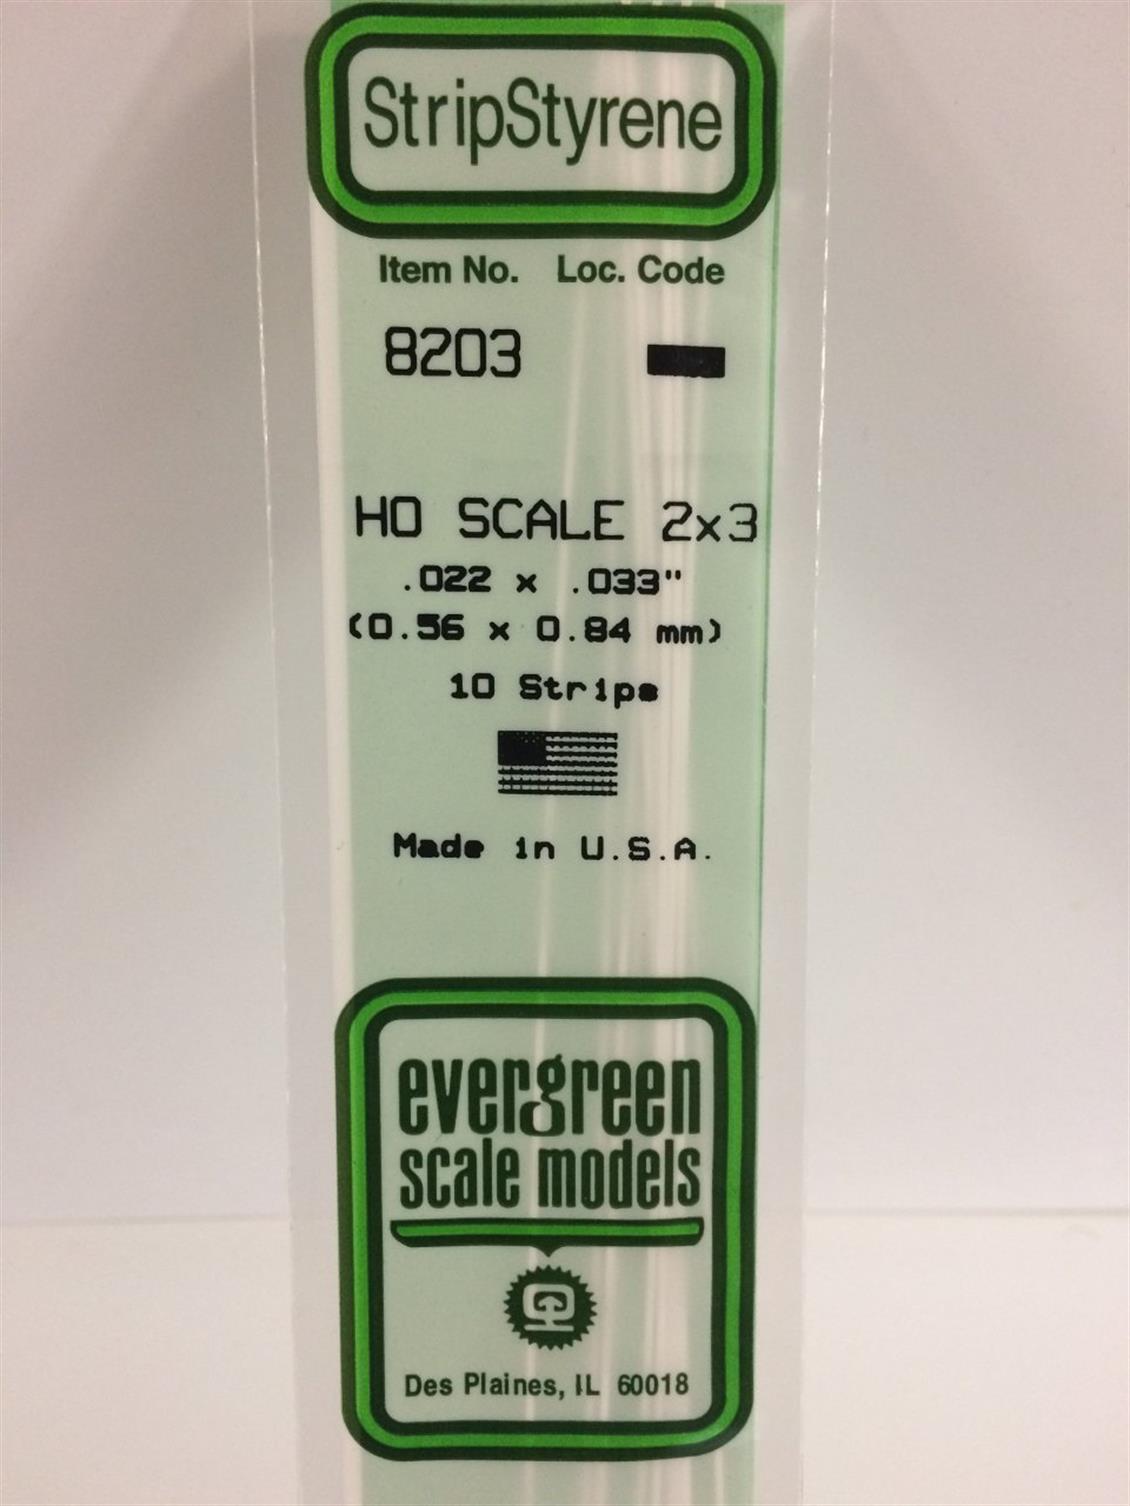 StripStyrene
Item No. Loc. Code
8203
HO SCALE 2x3
.022 x .033"
(0.56 x 0.84 mm)
10 Strips
Made in U.S.A.
evergreen
scale models
Des Plaines, IL 60018